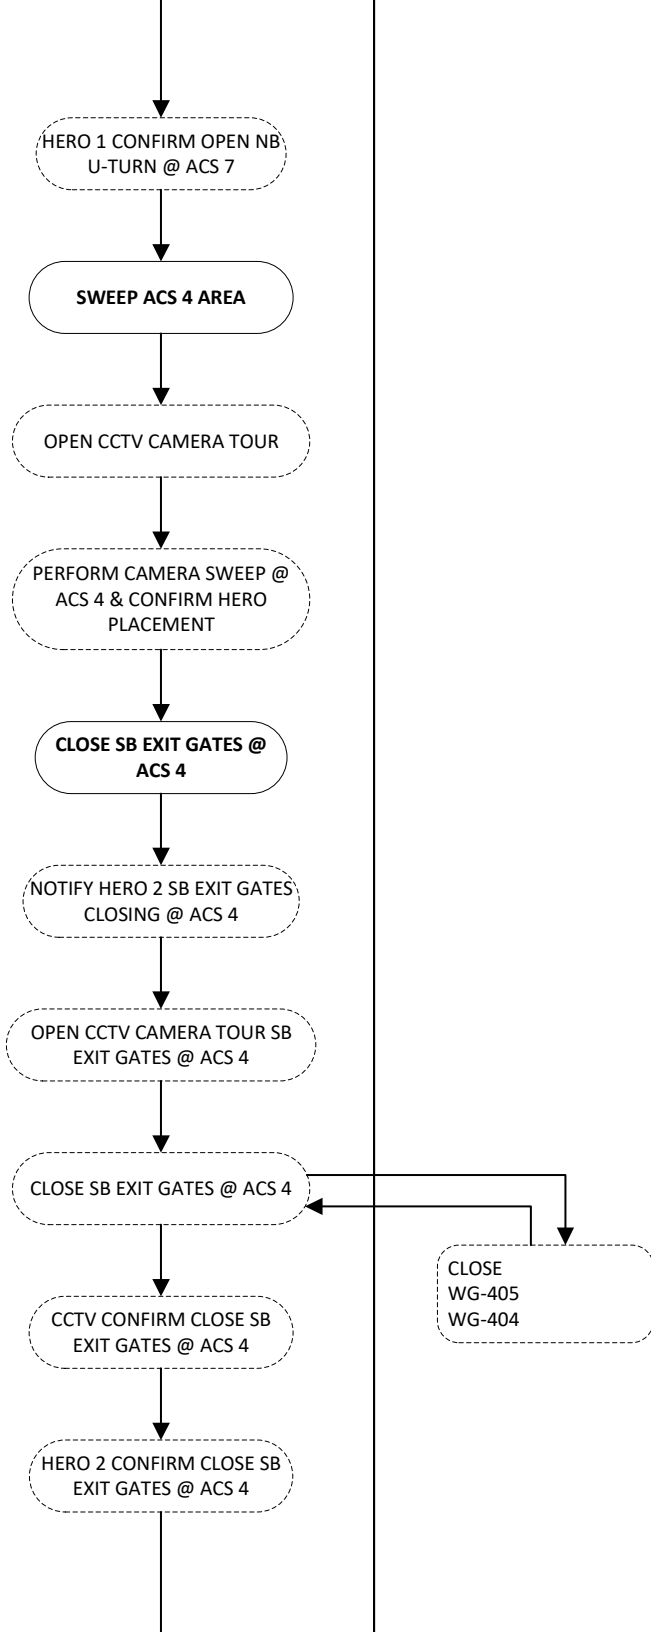 HERO 1 CONFIRM OPEN NB
U-TURN @ ACS 7
SWEEP ACS 4 AREA
OPEN CCTV CAMERA TOUR
PERFORM CAMERA SWEEP @
ACS 4 & CONFIRM HERO
PLACEMENT
CLOSE SB EXIT GATES @
ACS 4
NOTIFY HERO 2 SB EXIT GATES
CLOSING @ ACS 4
OPEN CCTV CAMERA TOUR SB
EXIT GATES @ ACS 4
CLOSE SB EXIT GATES @ ACS 4
CLOSE
WG-405
WG-404
CCTV CONFIRM CLOSE SB
EXIT GATES @ ACS 4
HERO 2 CONFIRM CLOSE SB
EXIT GATES @ ACS 4